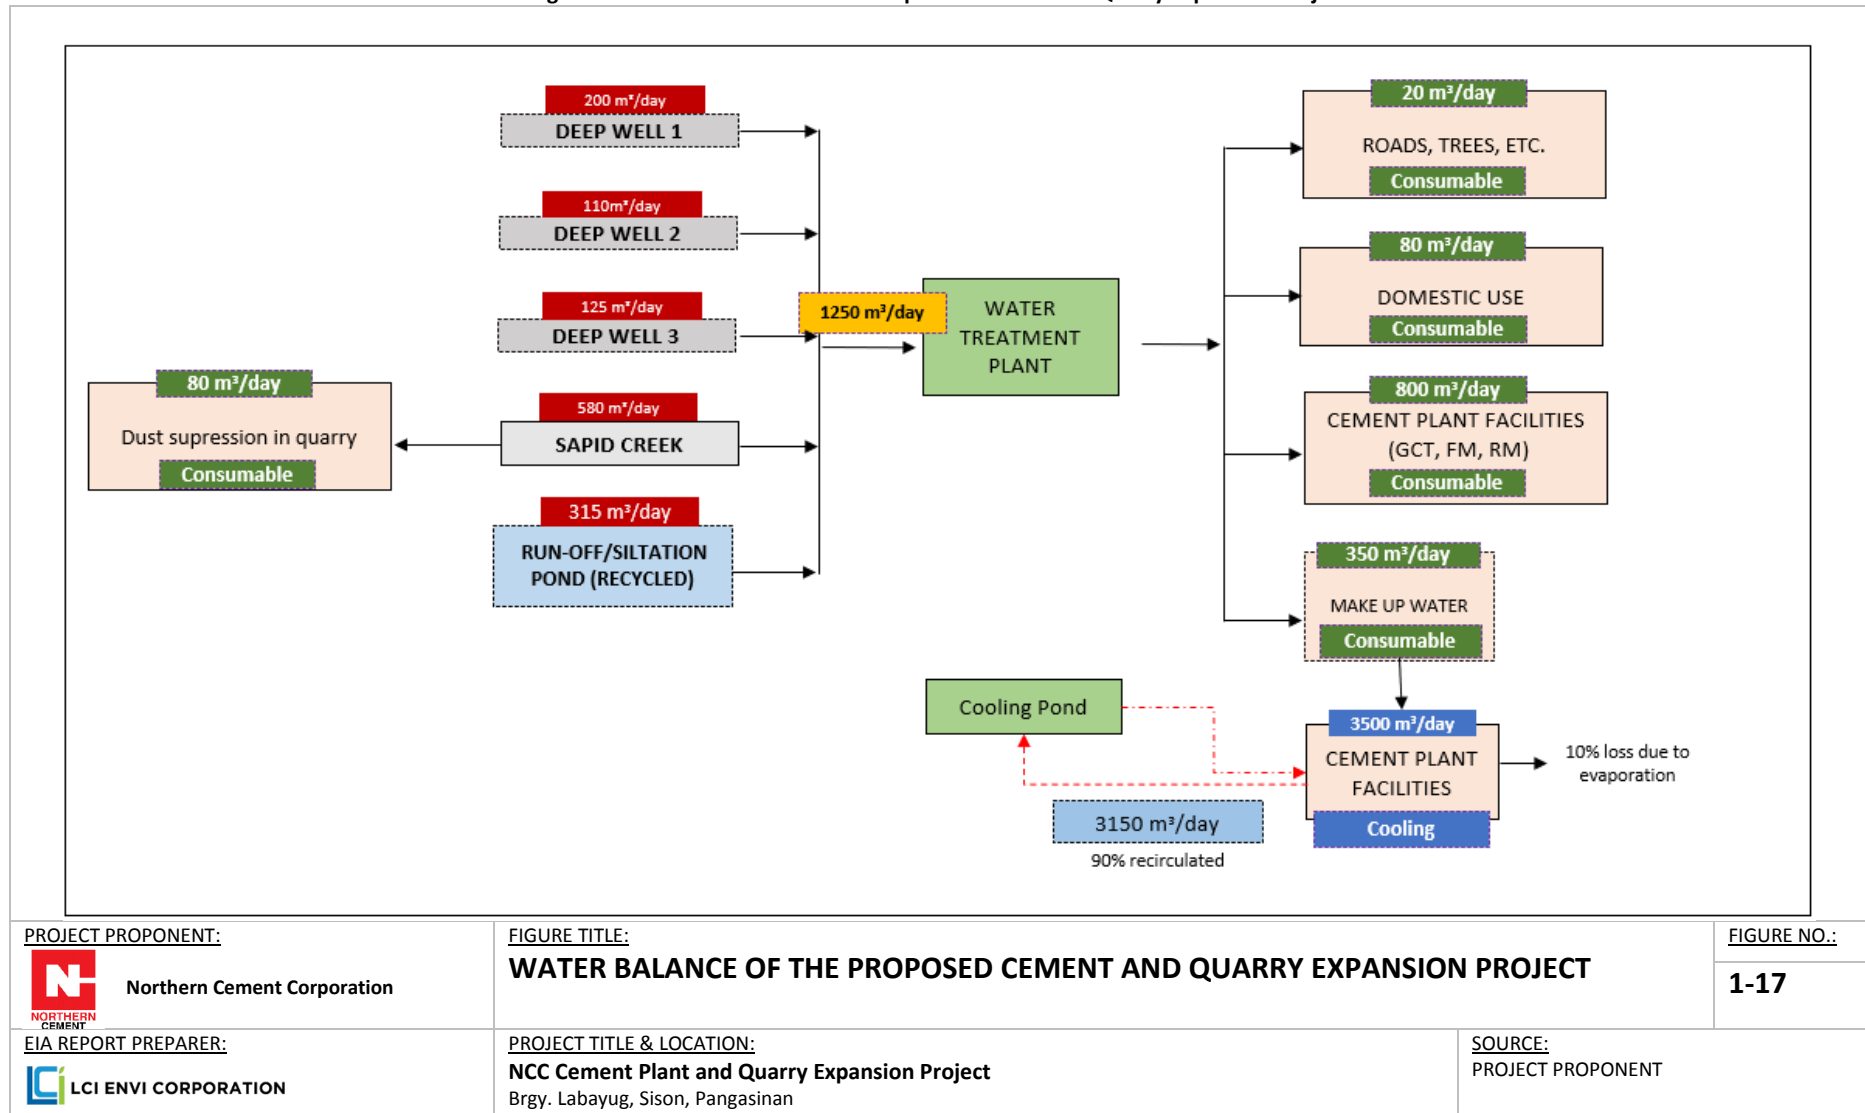 200 m³/day
DEEP WELL 1
110m³/day
DEEP WELL 2
125 m³/day
DEEP WELL 3
580 m³/day
SAPID CREEK
315 m³/day
RUN-OFF/SILTATION
POND (RECYCLED)
80 m³/day
Dust supression in quarry
Consumable
1250 m³/day
WATER
TREATMENT
PLANT
20 m³/day
ROADS, TREES, ETC.
Consumable
80 m³/day
DOMESTIC USE
Consumable
800 m³/day
CEMENT PLANT FACILITIES
(GCT, FM, RM)
Consumable
350 m³/day
MAKE UP WATER
Consumable
Cooling Pond
3500 m³/day
CEMENT PLANT
FACILITIES
Cooling
10% loss due to
evaporation
3150 m³/day
90% recirculated
PROJECT PROPONENT:
NORTHERN
CEMENT
Northern Cement Corporation
FIGURE TITLE:
WATER BALANCE OF THE PROPOSED CEMENT AND QUARRY EXPANSION PROJECT
FIGURE NO.:
1-17
EIA REPORT PREPARER:
LCI ENVI CORPORATION
PROJECT TITLE & LOCATION:
NCC Cement Plant and Quarry Expansion Project
Brgy. Labayug, Sison, Pangasinan
SOURCE:
PROJECT PROPONENT